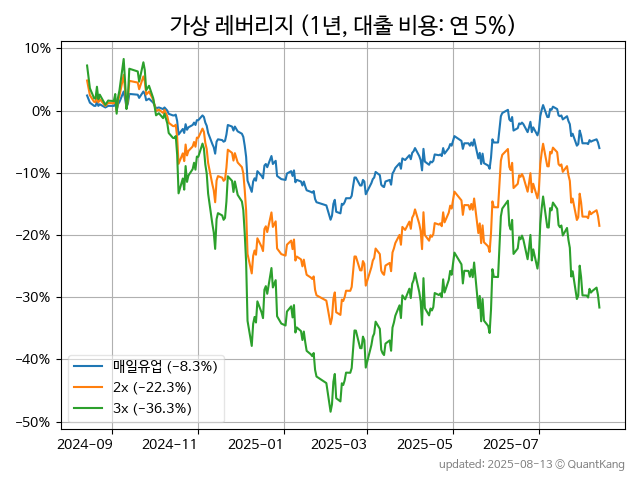 가상 레버리지 (1년, 대출 비용: 연 5%)
10%
0%
−10%
−20%
−30%
−40%
−50%
매일유업 (−8.3%)
2x (−22.3%)
3x (−36.3%)
2024-09
2024-11
2025-01
2025-03
2025-05
2025-07
updated: 2025-08-13 © QuantKang